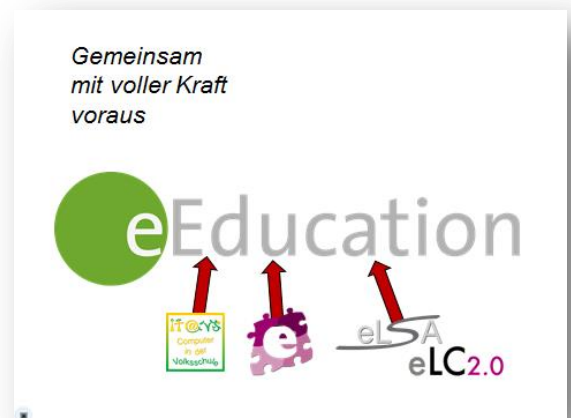 Gemeinsam
mit voller Kraft
voraus
eEducation
iT@VS
Computer
in der
Volksschule
e
eLSA
eLC2.0